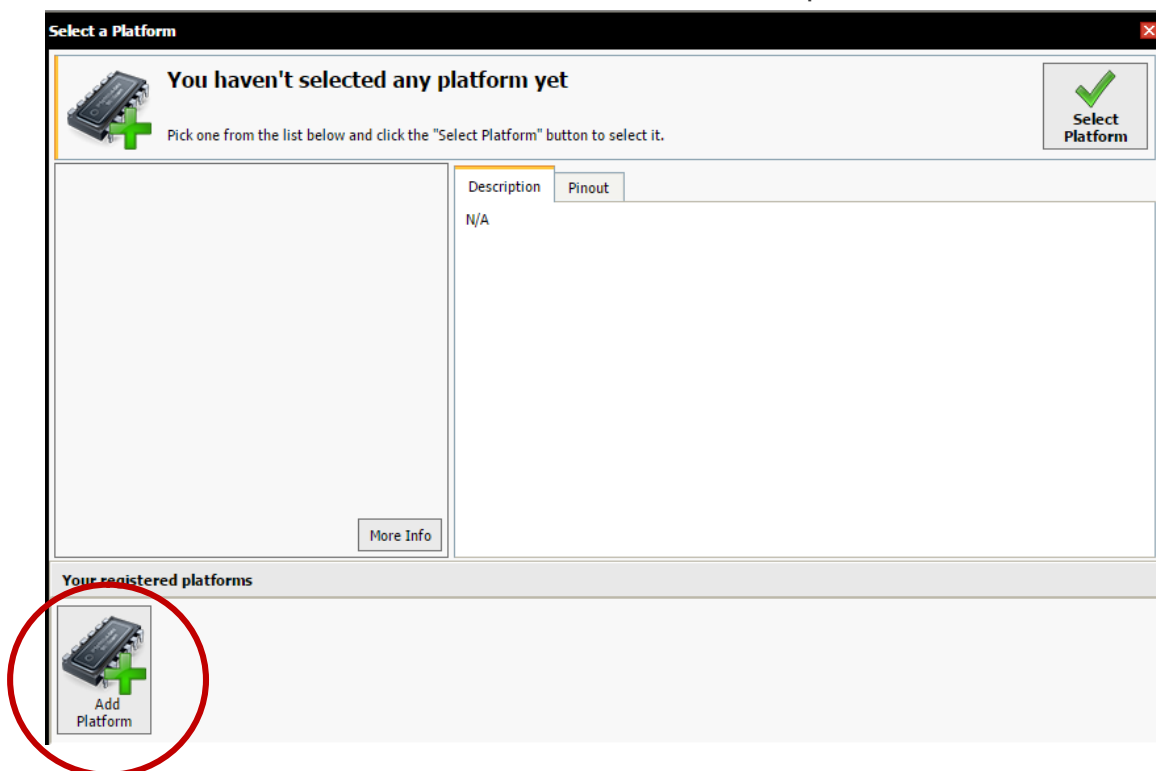 Select a Platform
You haven't selected any platform yet
Pick one from the list below and click the "Select Platform" button to select it.
Select
Platform
Description
Pinout
N/A
More Info
Your registered platforms
Add
Platform